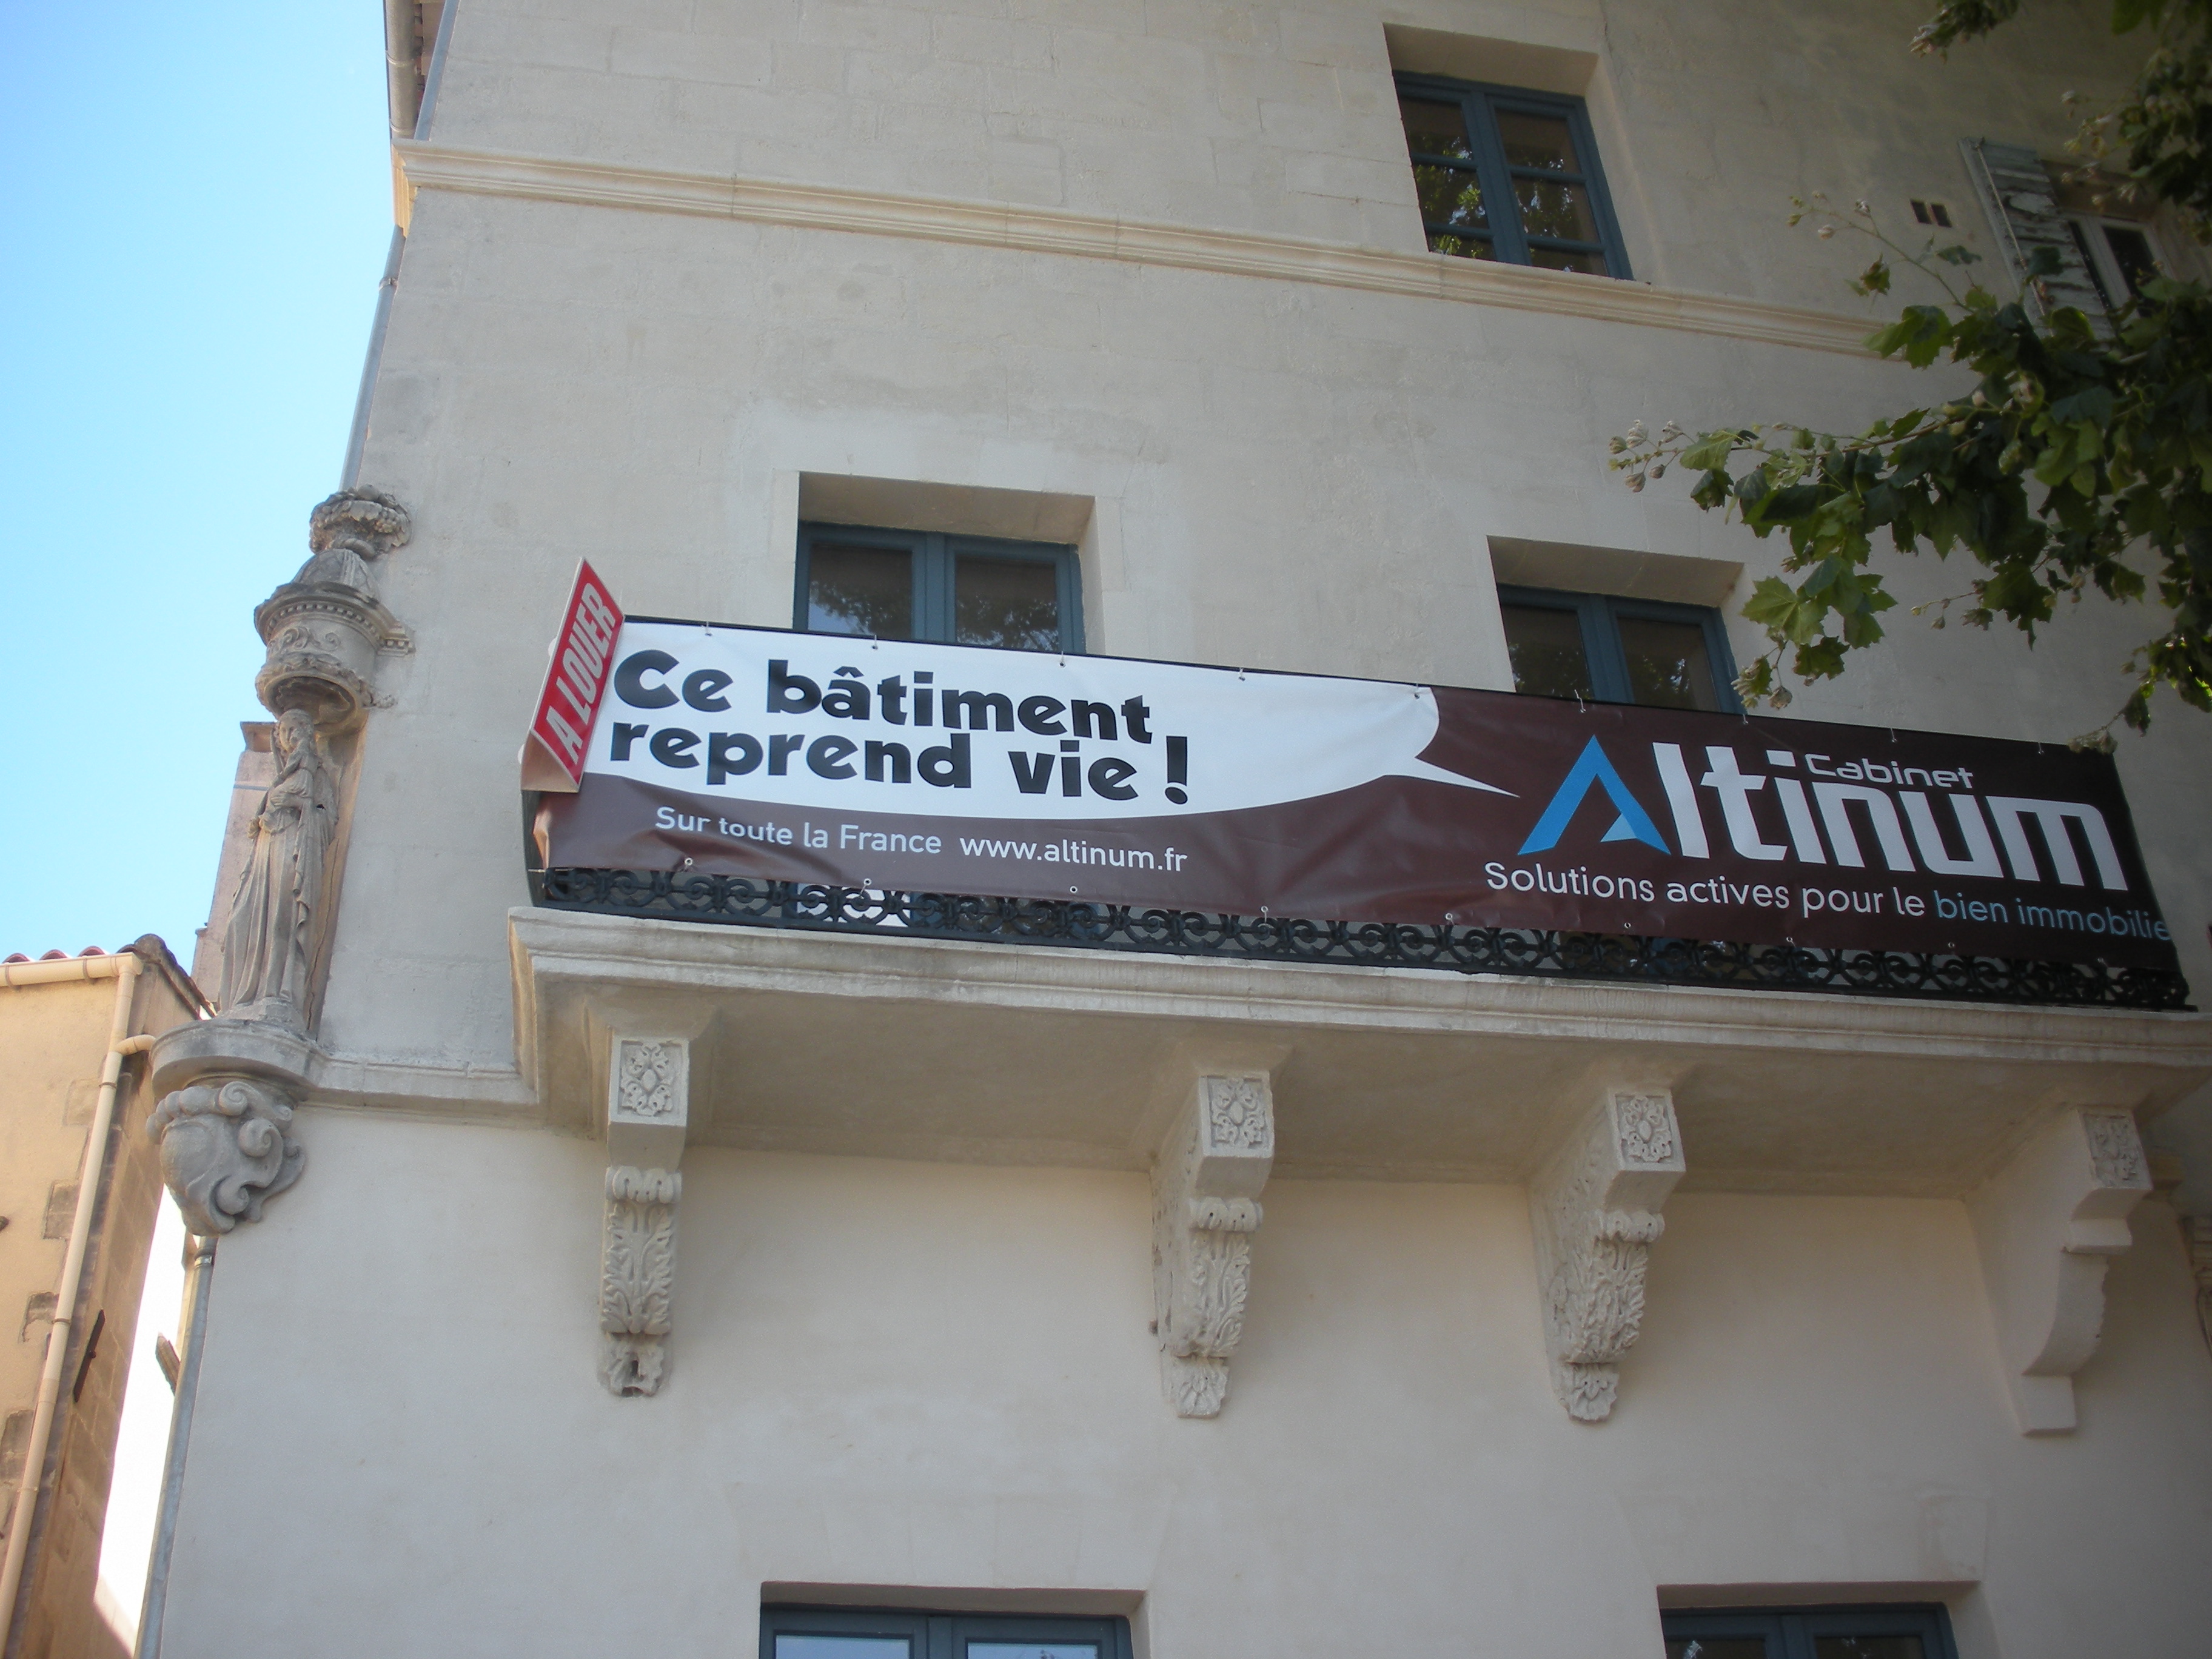 A LOUER
Ce bâtiment
reprend vie !
Sur toute la France www.altinum.fr
Cabinet
Altinum
Solutions actives pour le bien immobilie